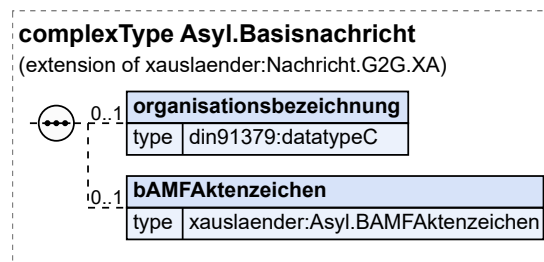 complexType Asyl.Basisnachricht
(extension of xauslaender:Nachricht.G2G.XA)
0..1
organisationsbezeichnung
type din91379:datatypeC
0..1
bAMFAktenzeichen
type xauslaender:Asyl.BAMFAktenzeichen